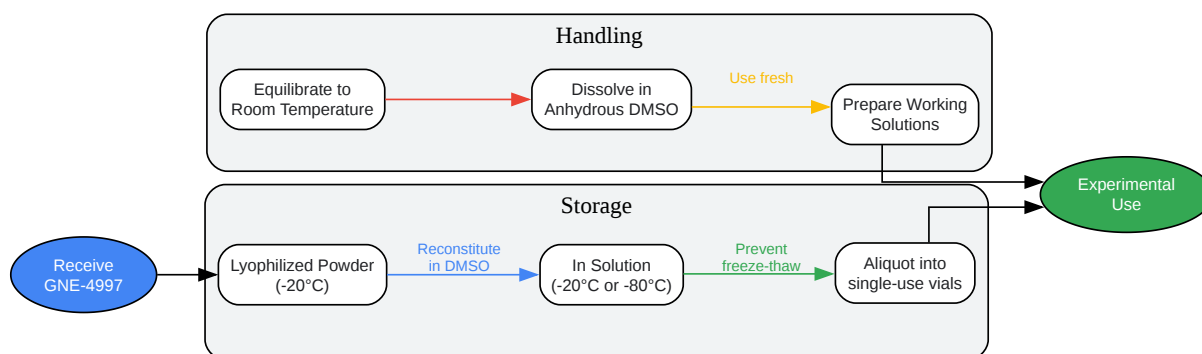 Handling
Equilibrate to
Room Temperature
Dissolve in
Anhydrous DMSO
Use fresh
Prepare Working
Solutions
Storage
Receive
GNE-4997
Lyophilized Powder
(-20°C)
Reconstitute
in DMSO
In Solution
(-20°C or -80°C)
Prevent
freeze-thaw
Aliquot into
single-use vials
Experimental
Use